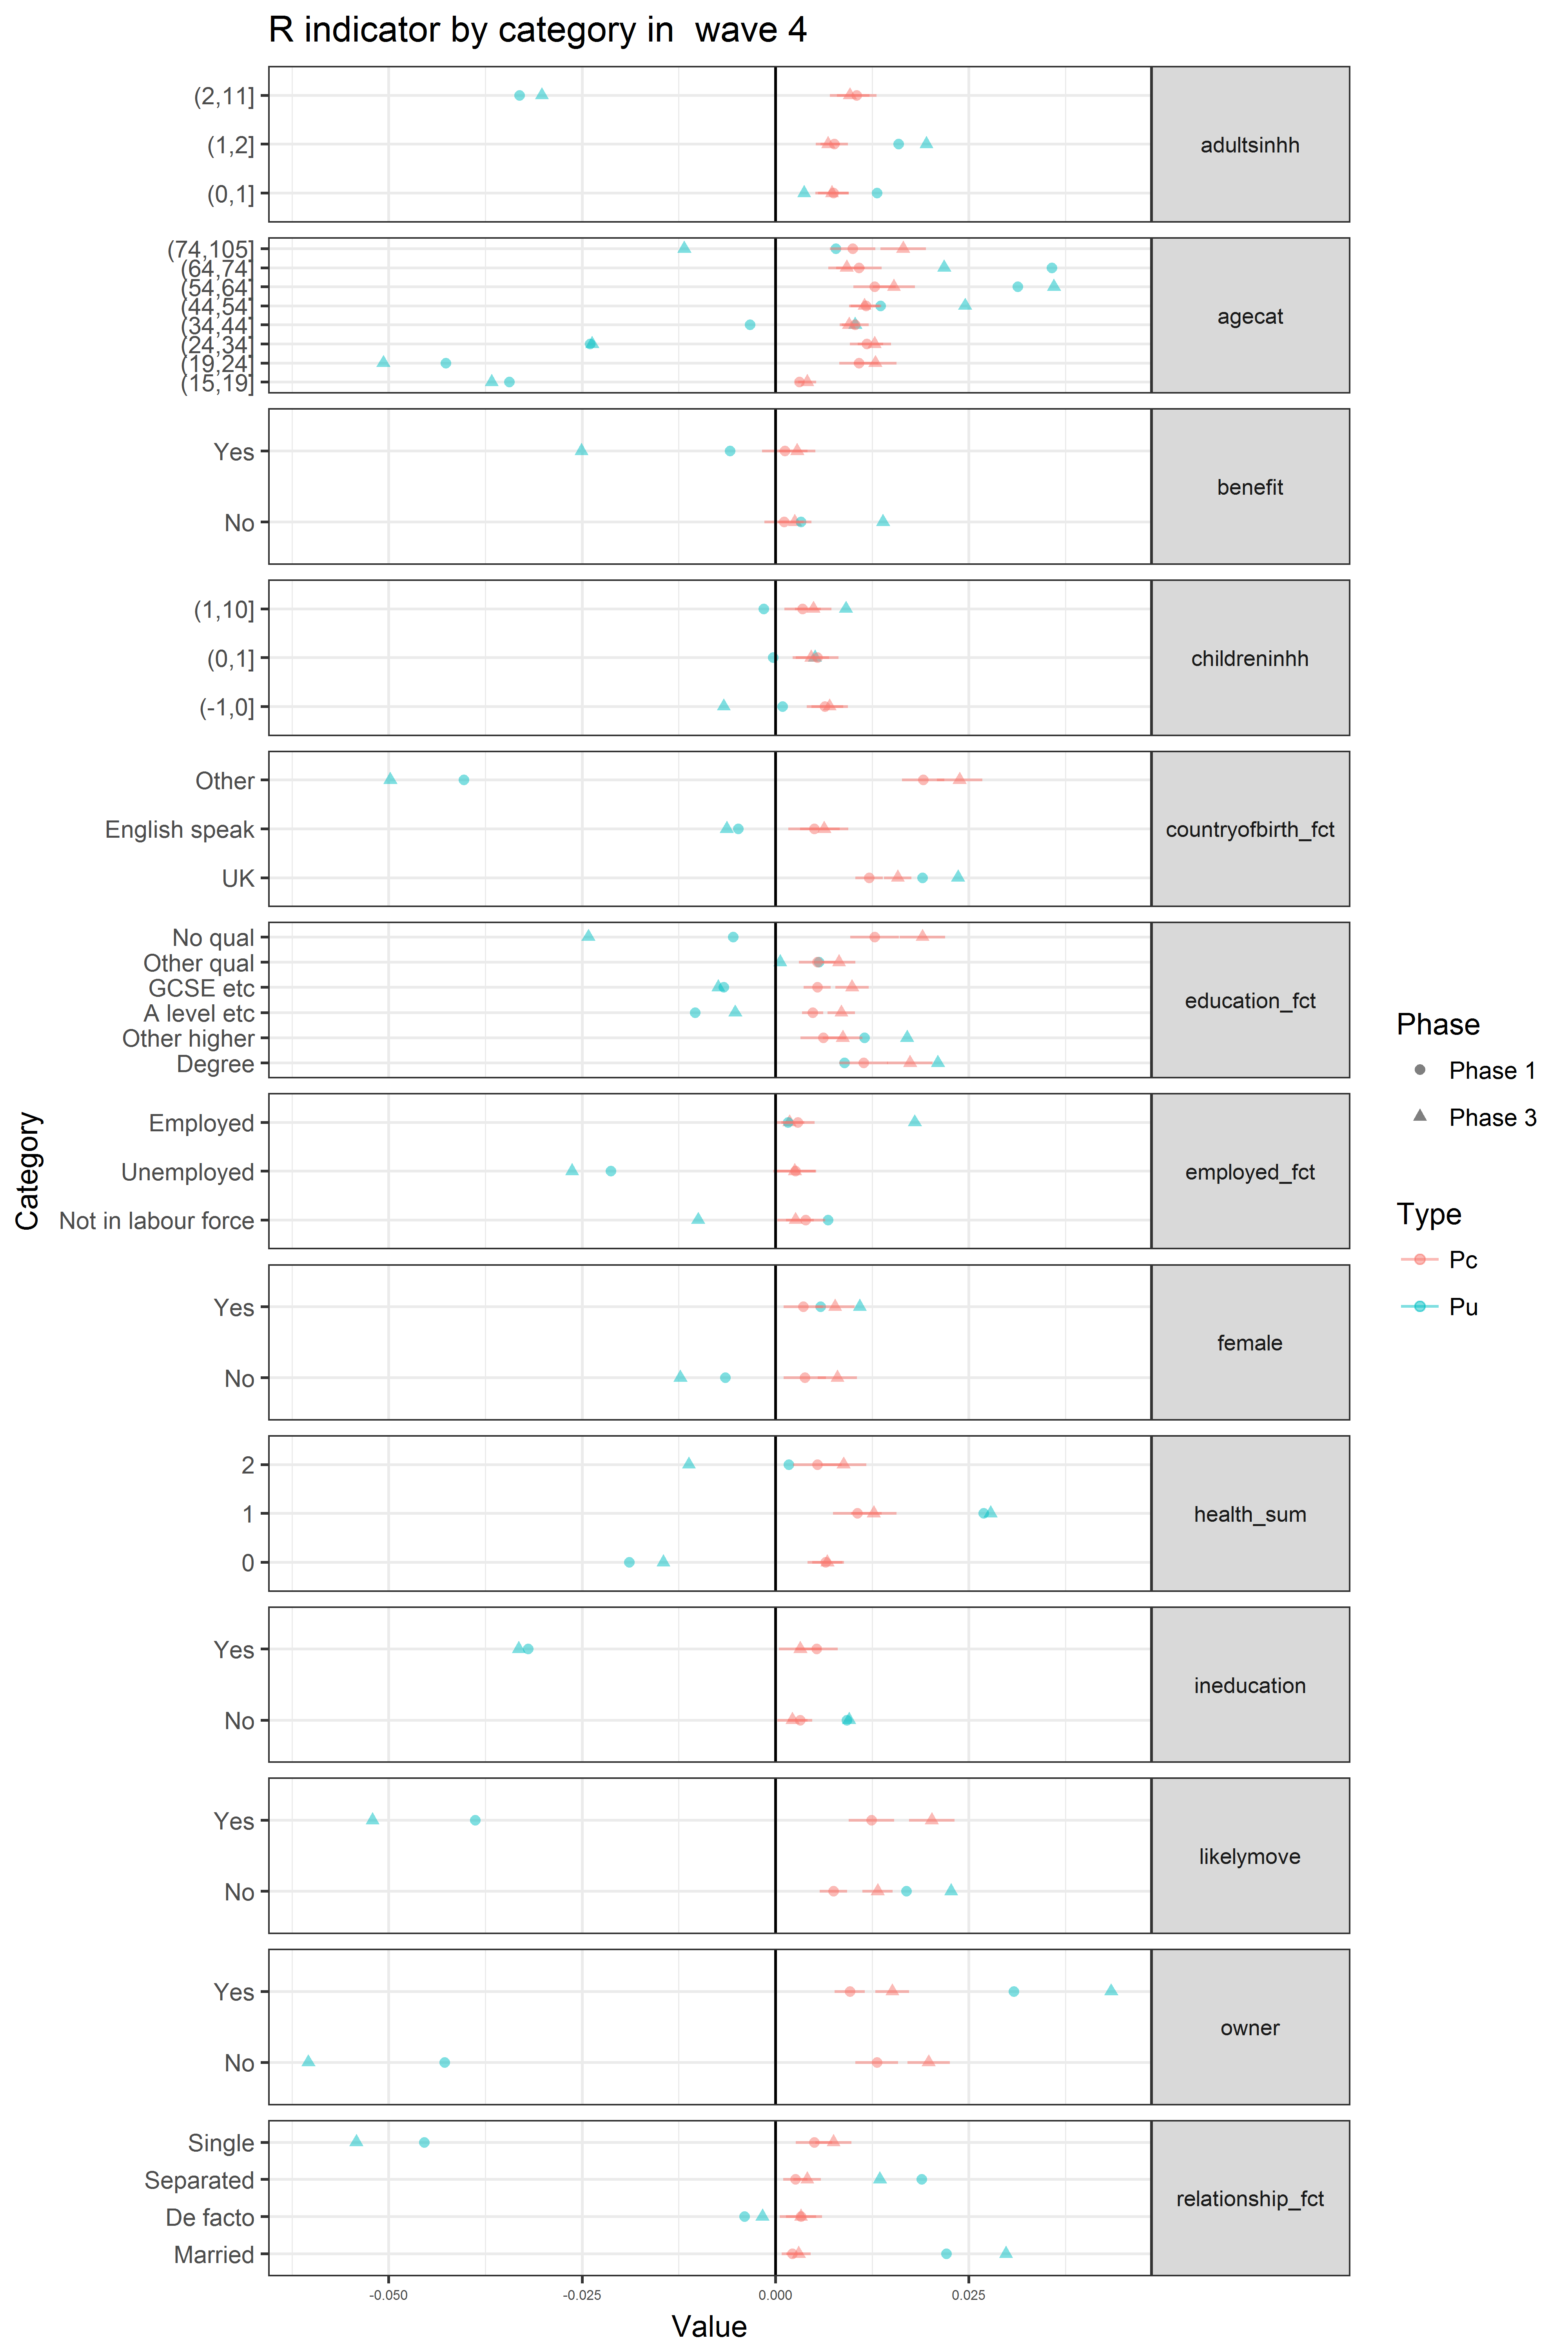 R indicator by category in  wave 4
(2,11]
(1,2]
(0,1]
adultsinhh
(74,105]
(64,74]
(54,64]
(44,54]
(34,44]
(24,34]
(19,24]
(15,19]
agecat
Yes
No
benefit
(1,10]
(0,1]
(-1,0]
childreninhh
Other
English speak
UK
countryofbirth_fct
No qual
Other qual
GCSE etc
A level etc
Other higher
Degree
education_fct
Employed
Unemployed
Not in labour force
employed_fct
Yes
No
female
2
1
0
health_sum
Yes
No
ineducation
Yes
No
likelymove
Yes
No
owner
Single
Separated
De facto
Married
relationship_fct
-0.050
-0.025
0.000
0.025
Value
Category
Phase
Phase 1
Phase 3
Type
Pc
Pu